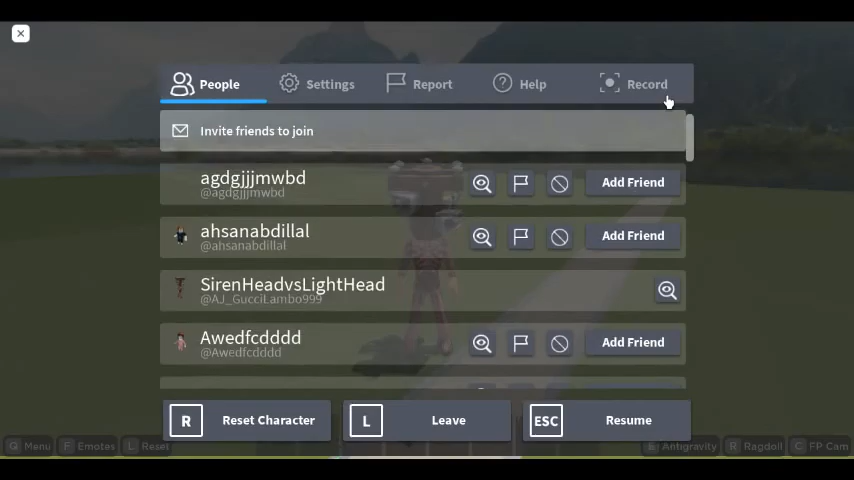 People Settings Report Help Record
Invite friends to join
agdgjjjmwbd
@agdgjjjmwbd
Add Friend
ahsanabdillal
@ahsanabdillal
Add Friend
SirenHeadvsLightHead
@AJ_GucciLambo999
Awedfcdddd
@Awedfcdddd
Add Friend
R Reset Character L Leave ESC Resume
Q Menu F Emotes L Reset Antigravity R Ragdoll C FP Cam